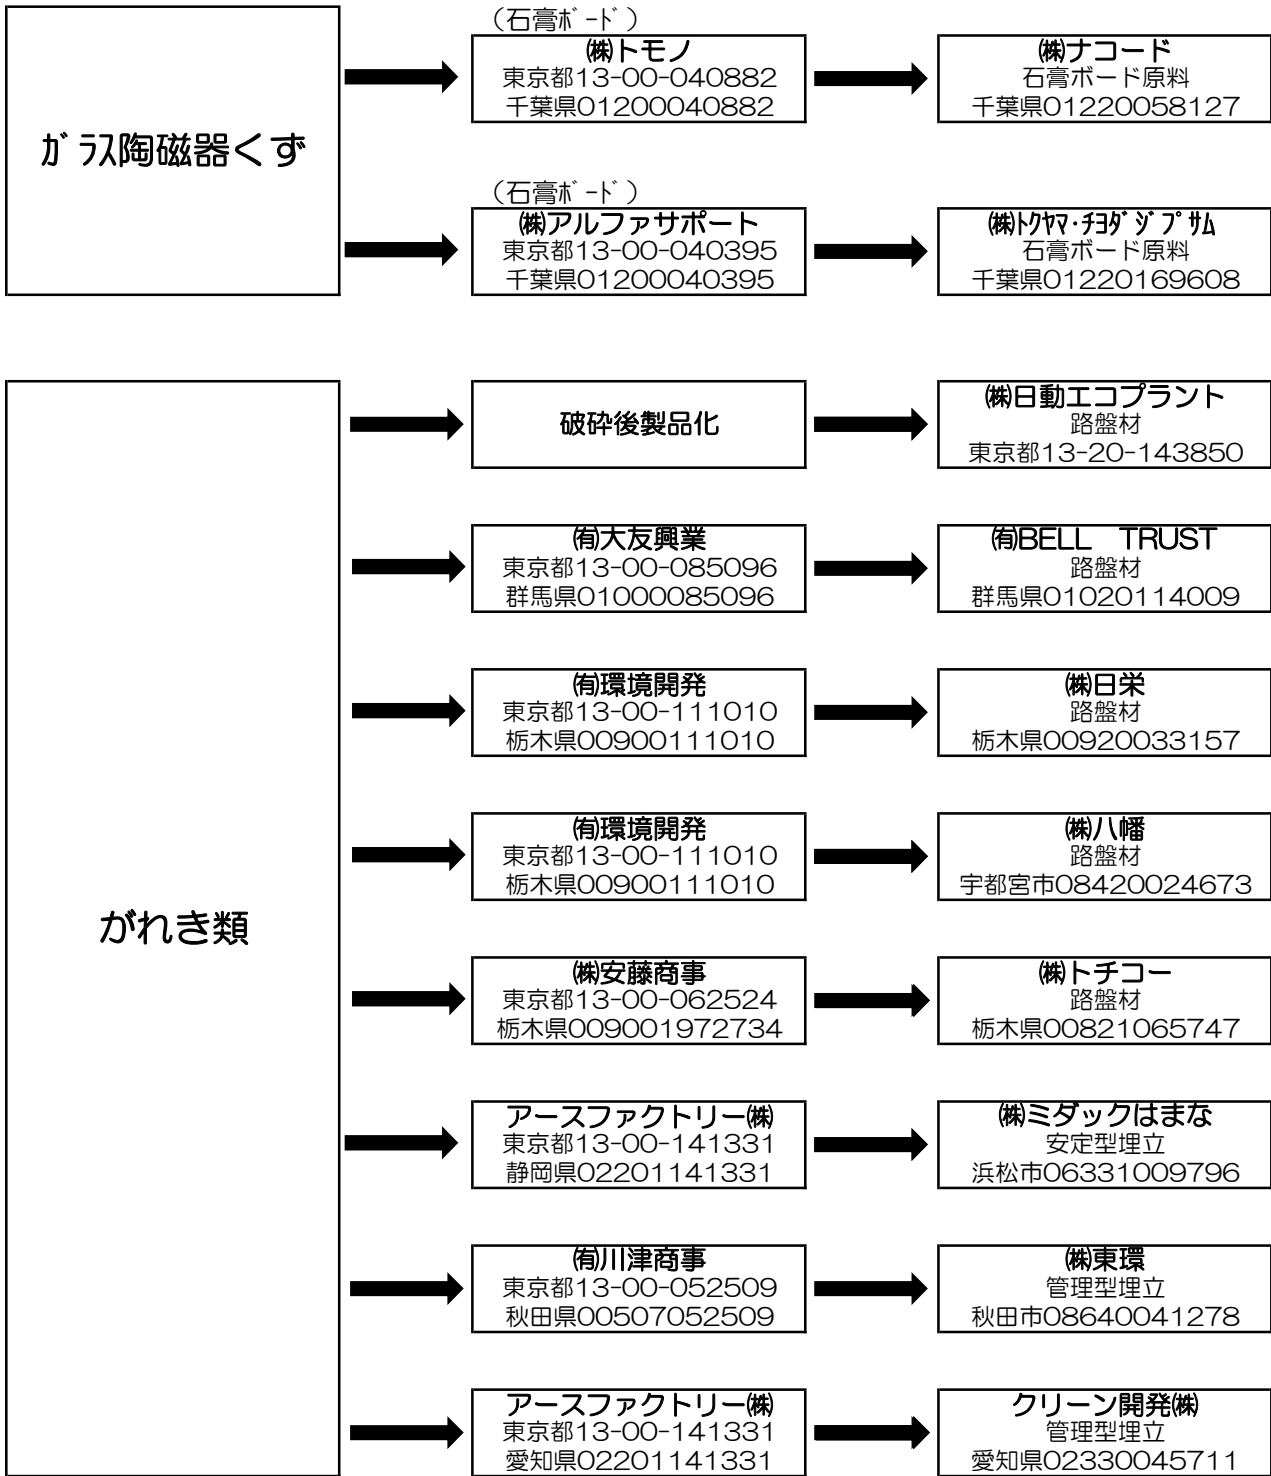 ｶﾞﾗｽ陶磁器くず
（石膏ﾎﾞｰﾄﾞ）
㈱トモノ
東京都13-00-040882
千葉県01200040882
㈱ナコード
石膏ボード原料
千葉県01220058127
（石膏ﾎﾞｰﾄﾞ）
㈱アルファサポート
東京都13-00-040395
千葉県01200040395
㈱ﾄｸﾔﾏ･ﾁﾖﾀﾞｼﾞﾌﾟｻﾑ
石膏ボード原料
千葉県01220169608
がれき類
破砕後製品化
㈱日動エコプラント
路盤材
東京都13-20-143850
㈲大友興業
東京都13-00-085096
群馬県01000085096
㈲BELL　TRUST
路盤材
群馬県01020114009
㈲環境開発
東京都13-00-111010
栃木県00900111010
㈱日栄
路盤材
栃木県00920033157
㈲環境開発
東京都13-00-111010
栃木県00900111010
㈱八幡
路盤材
宇都宮市08420024673
㈱安藤商事
東京都13-00-062524
栃木県009001972734
㈱トチコー
路盤材
栃木県00821065747
アースファクトリー㈱
東京都13-00-141331
静岡県02201141331
㈱ミダックはまな
安定型埋立
浜松市06331009796
㈲川津商事
東京都13-00-052509
秋田県00507052509
㈱東環
管理型埋立
秋田市08640041278
アースファクトリー㈱
東京都13-00-141331
愛知県02201141331
クリーン開発㈱
管理型埋立
愛知県02330045711